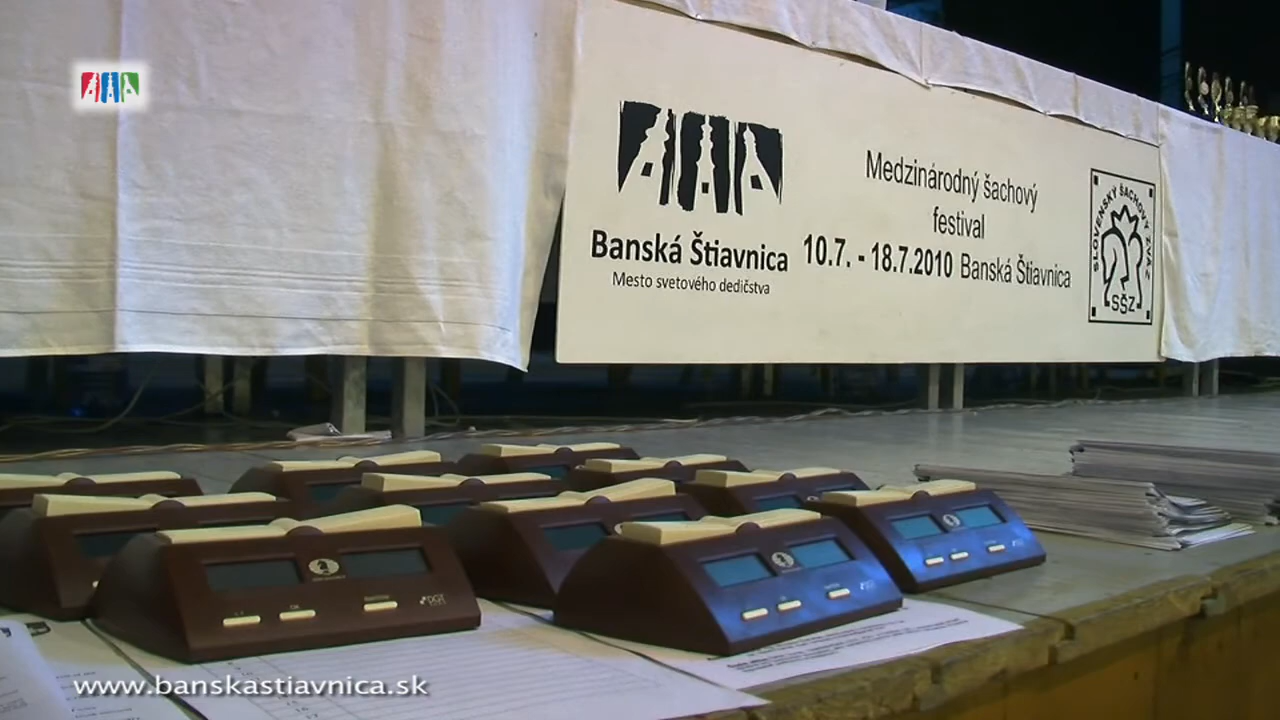 Banská Štiavnica
Mesto svetového dedičstva
Medzinárodný šachový
festival
10.7. - 18.7.2010 Banská Štiavnica
SLOVENSKÝ ŠACHOVÝ ZVÄZ
SŠZ
DGT
www.banskastiavnica.sk